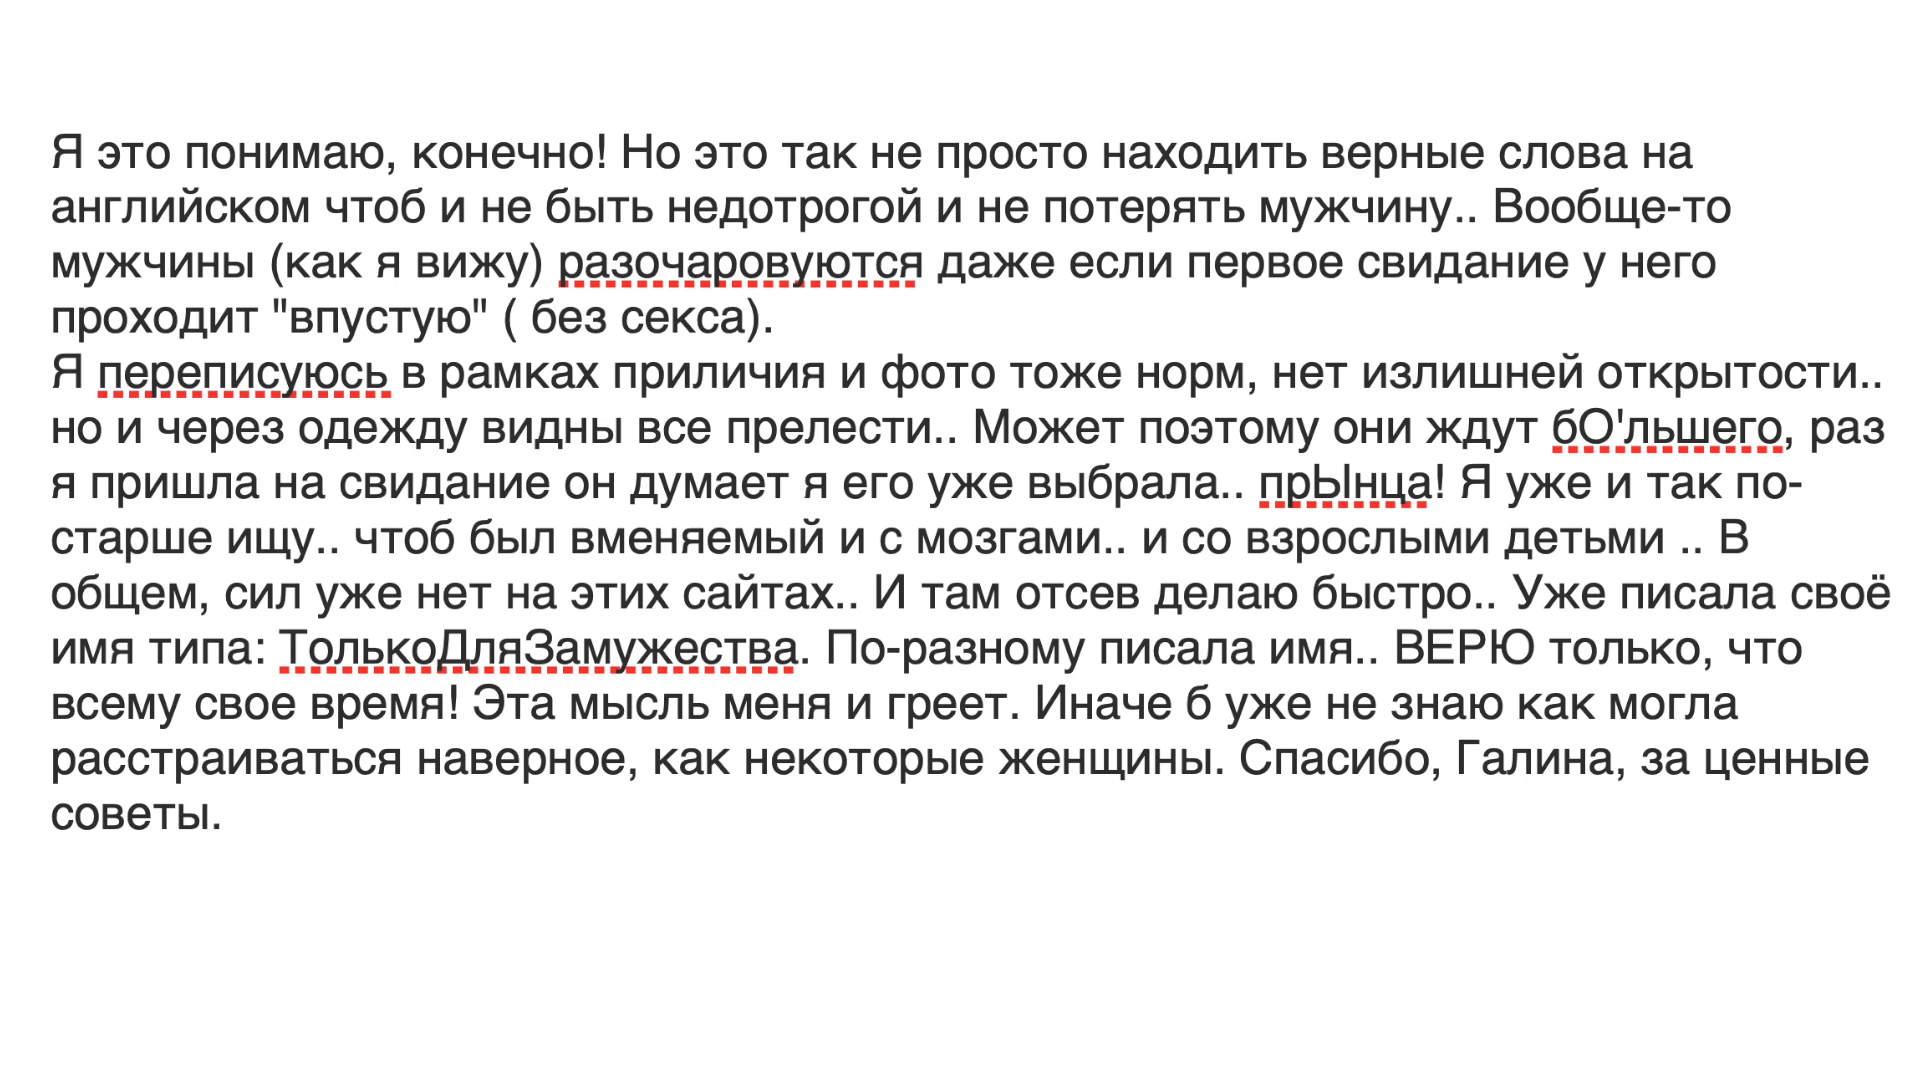 Я это понимаю, конечно! Но это так не просто находить верные слова на
английском чтоб и не быть недотрогой и не потерять мужчину.. Вообще-то
мужчины (как я вижу) разочаровуются даже если первое свидание у него
проходит "впустую" ( без секса).
Я переписуюсь в рамках приличия и фото тоже норм, нет излишней открытости..
но и через одежду видны все прелести.. Может поэтому они ждут бО'льшего, раз
я пришла на свидание он думает я его уже выбрала.. прЫнца! Я уже и так по-
старше ищу.. чтоб был вменяемый и с мозгами.. и со взрослыми детьми .. В
общем, сил уже нет на этих сайтах.. И там отсев делаю быстро.. Уже писала своё
имя типа: ТолькоДляЗамужества. По-разному писала имя.. ВЕРЮ только, что
всему свое время! Эта мысль меня и греет. Иначе б уже не знаю как могла
расстраиваться наверное, как некоторые женщины. Спасибо, Галина, за ценные
советы.